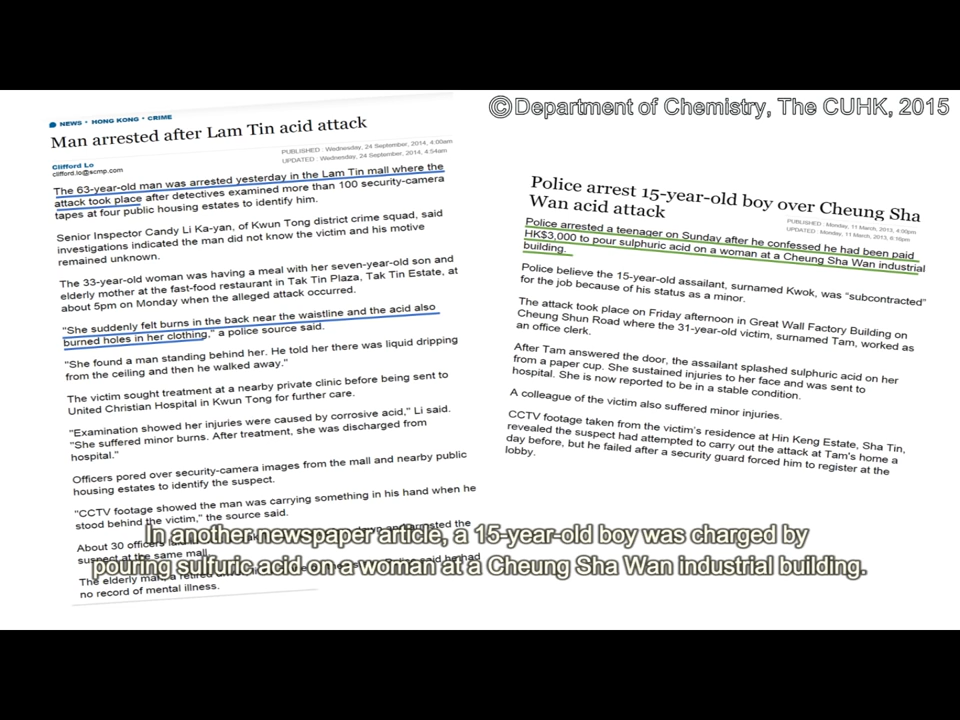 ©Department of Chemistry, The CUHK, 2015
NEWS • HONG KONG • CRIME
Man arrested after Lam Tin acid attack
Clifford Lo
clifford.lo@scmp.com
PUBLISHED : Wednesday, 24 September, 2014, 4:00am
UPDATED : Wednesday, 24 September, 2014, 4:54am
The 63-year-old man was arrested yesterday in the Lam Tin mall where the
attack took place after detectives examined more than 100 security-camera
tapes at four public housing estates to identify him.
Senior Inspector Candy Li Ka-yan, of Kwun Tong district crime squad, said
investigations indicated the man did not know the victim and his motive
remained unknown.
The 33-year-old woman was having a meal with her seven-year-old son and
elderly mother at the fast-food restaurant in Tak Tin Plaza, Tak Tin Estate, at
about 5pm on Monday when the alleged attack occurred.
"She suddenly felt burns in the back near the waistline and the acid also
burned holes in her clothing," a police source said.
"She found a man standing behind her. He told her there was liquid dripping
from the ceiling and then he walked away."
The victim sought treatment at a nearby private clinic before being sent to
United Christian Hospital in Kwun Tong for further care.
"Examination showed her injuries were caused by corrosive acid," Li said.
"She suffered minor burns. After treatment, she was discharged from
hospital."
Officers pored over security-camera images from the mall and nearby public
housing estates to identify the suspect.
"CCTV footage showed the man was carrying something in his hand when he
stood behind the victim," the source said.
About 30 officers arrested the
suspect at the same mall.
The elderly man, a retired said he had
no record of mental illness.
Police arrest 15-year-old boy over Cheung Sha
Wan acid attack
PUBLISHED : Monday, 11 March, 2013, 4:00pm
UPDATED : Monday, 11 March, 2013, 6:16pm
Police arrested a teenager on Sunday after he confessed he had been paid
HK$3,000 to pour sulphuric acid on a woman at a Cheung Sha Wan industrial
building.
Police believe the 15-year-old assailant, surnamed Kwok, was "subcontracted"
for the job because of his status as a minor.
The attack took place on Friday afternoon in Great Wall Factory Building on
Cheung Shun Road where the 31-year-old victim, surnamed Tam, worked as
an office clerk.
After Tam answered the door, the assailant splashed sulphuric acid on her
from a paper cup. She sustained injuries to her face and was sent to
hospital. She is now reported to be in a stable condition.
A colleague of the victim also suffered minor injuries.
CCTV footage taken from the victim's residence at Hin Keng Estate, Sha Tin,
revealed the suspect had attempted to carry out the attack at Tam's home a
day before, but he failed after a security guard forced him to register at the
lobby.
In another newspaper article, a 15-year-old boy was charged by
pouring sulfuric acid on a woman at a Cheung Sha Wan industrial building.